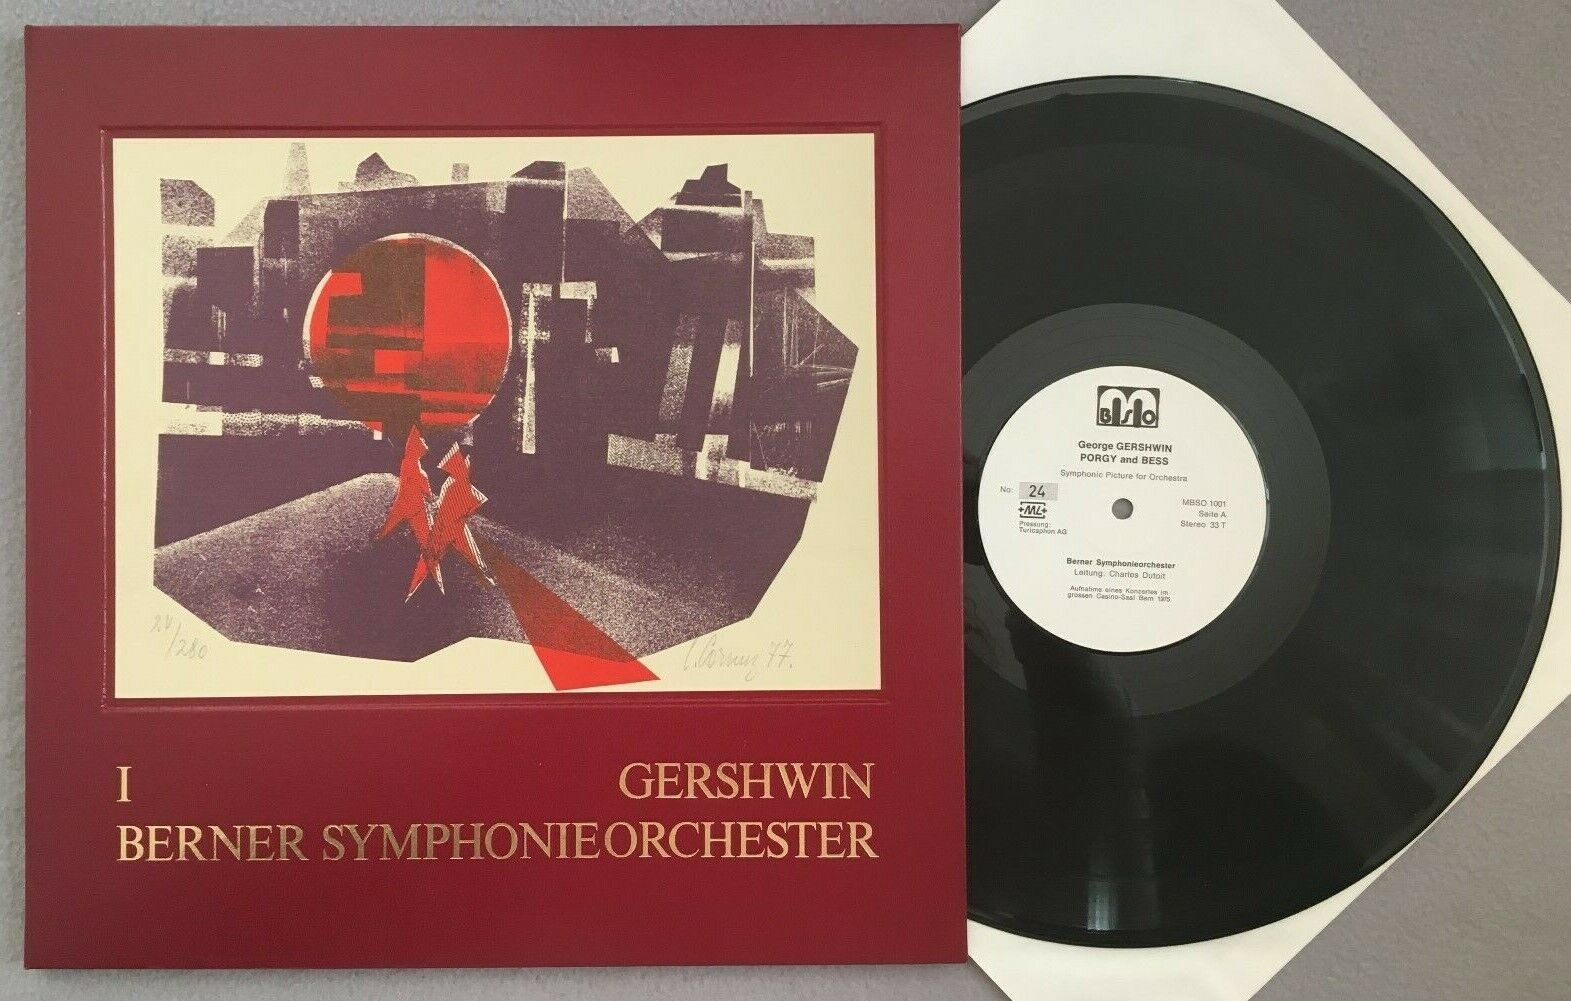 24/280
77.
I
GERSHWIN
BERNER SYMPHONIEORCHESTER
BSO
George GERSHWIN
PORGY and BESS
Symphonic Picture for Orchestra
No: 24
+ML+
Pressung:
Turicaphon AG
MBSO 1001
Seite A
Stereo 33 T
Berner Symphonieorchester
Leitung: Charles Dutoit
Aufnahme eines Konzertes im
grossen Casino-Saal Bern 1975